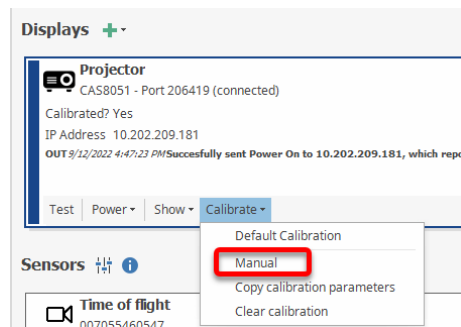 Displays
Projector
CAS8051 - Port 206419 (connected)
Calibrated? Yes
IP Address 10.202.209.181
OUT 9/12/2022 4:47:23 PM Succesfully sent Power On to 10.202.209.181, which repo
Test Power Show Calibrate
Default Calibration
Manual
Copy calibration parameters
Clear calibration
Sensors
Time of flight
007055460547